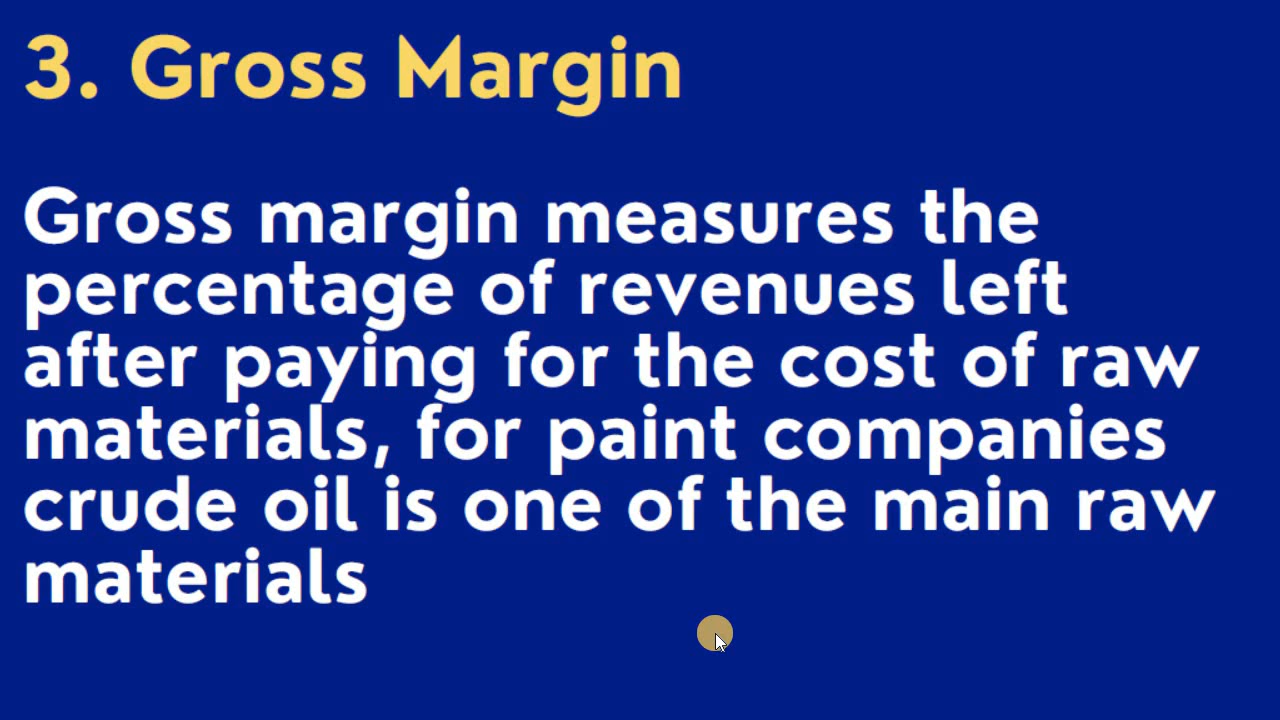 3. Gross Margin
Gross margin measures the
percentage of revenues left
after paying for the cost of raw
materials, for paint companies
crude oil is one of the main raw
materials